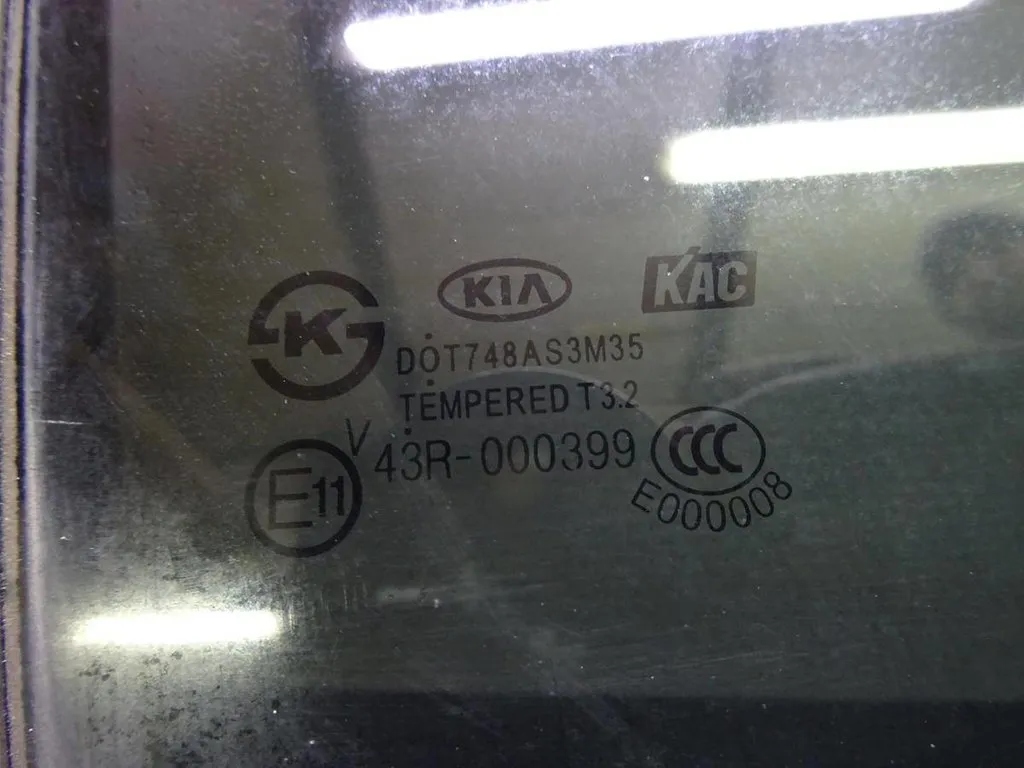 KIA
KAC
K
DOT748AS3M35
TEMPERED T3.2
V 43R-000399
E11
CCC
E000008